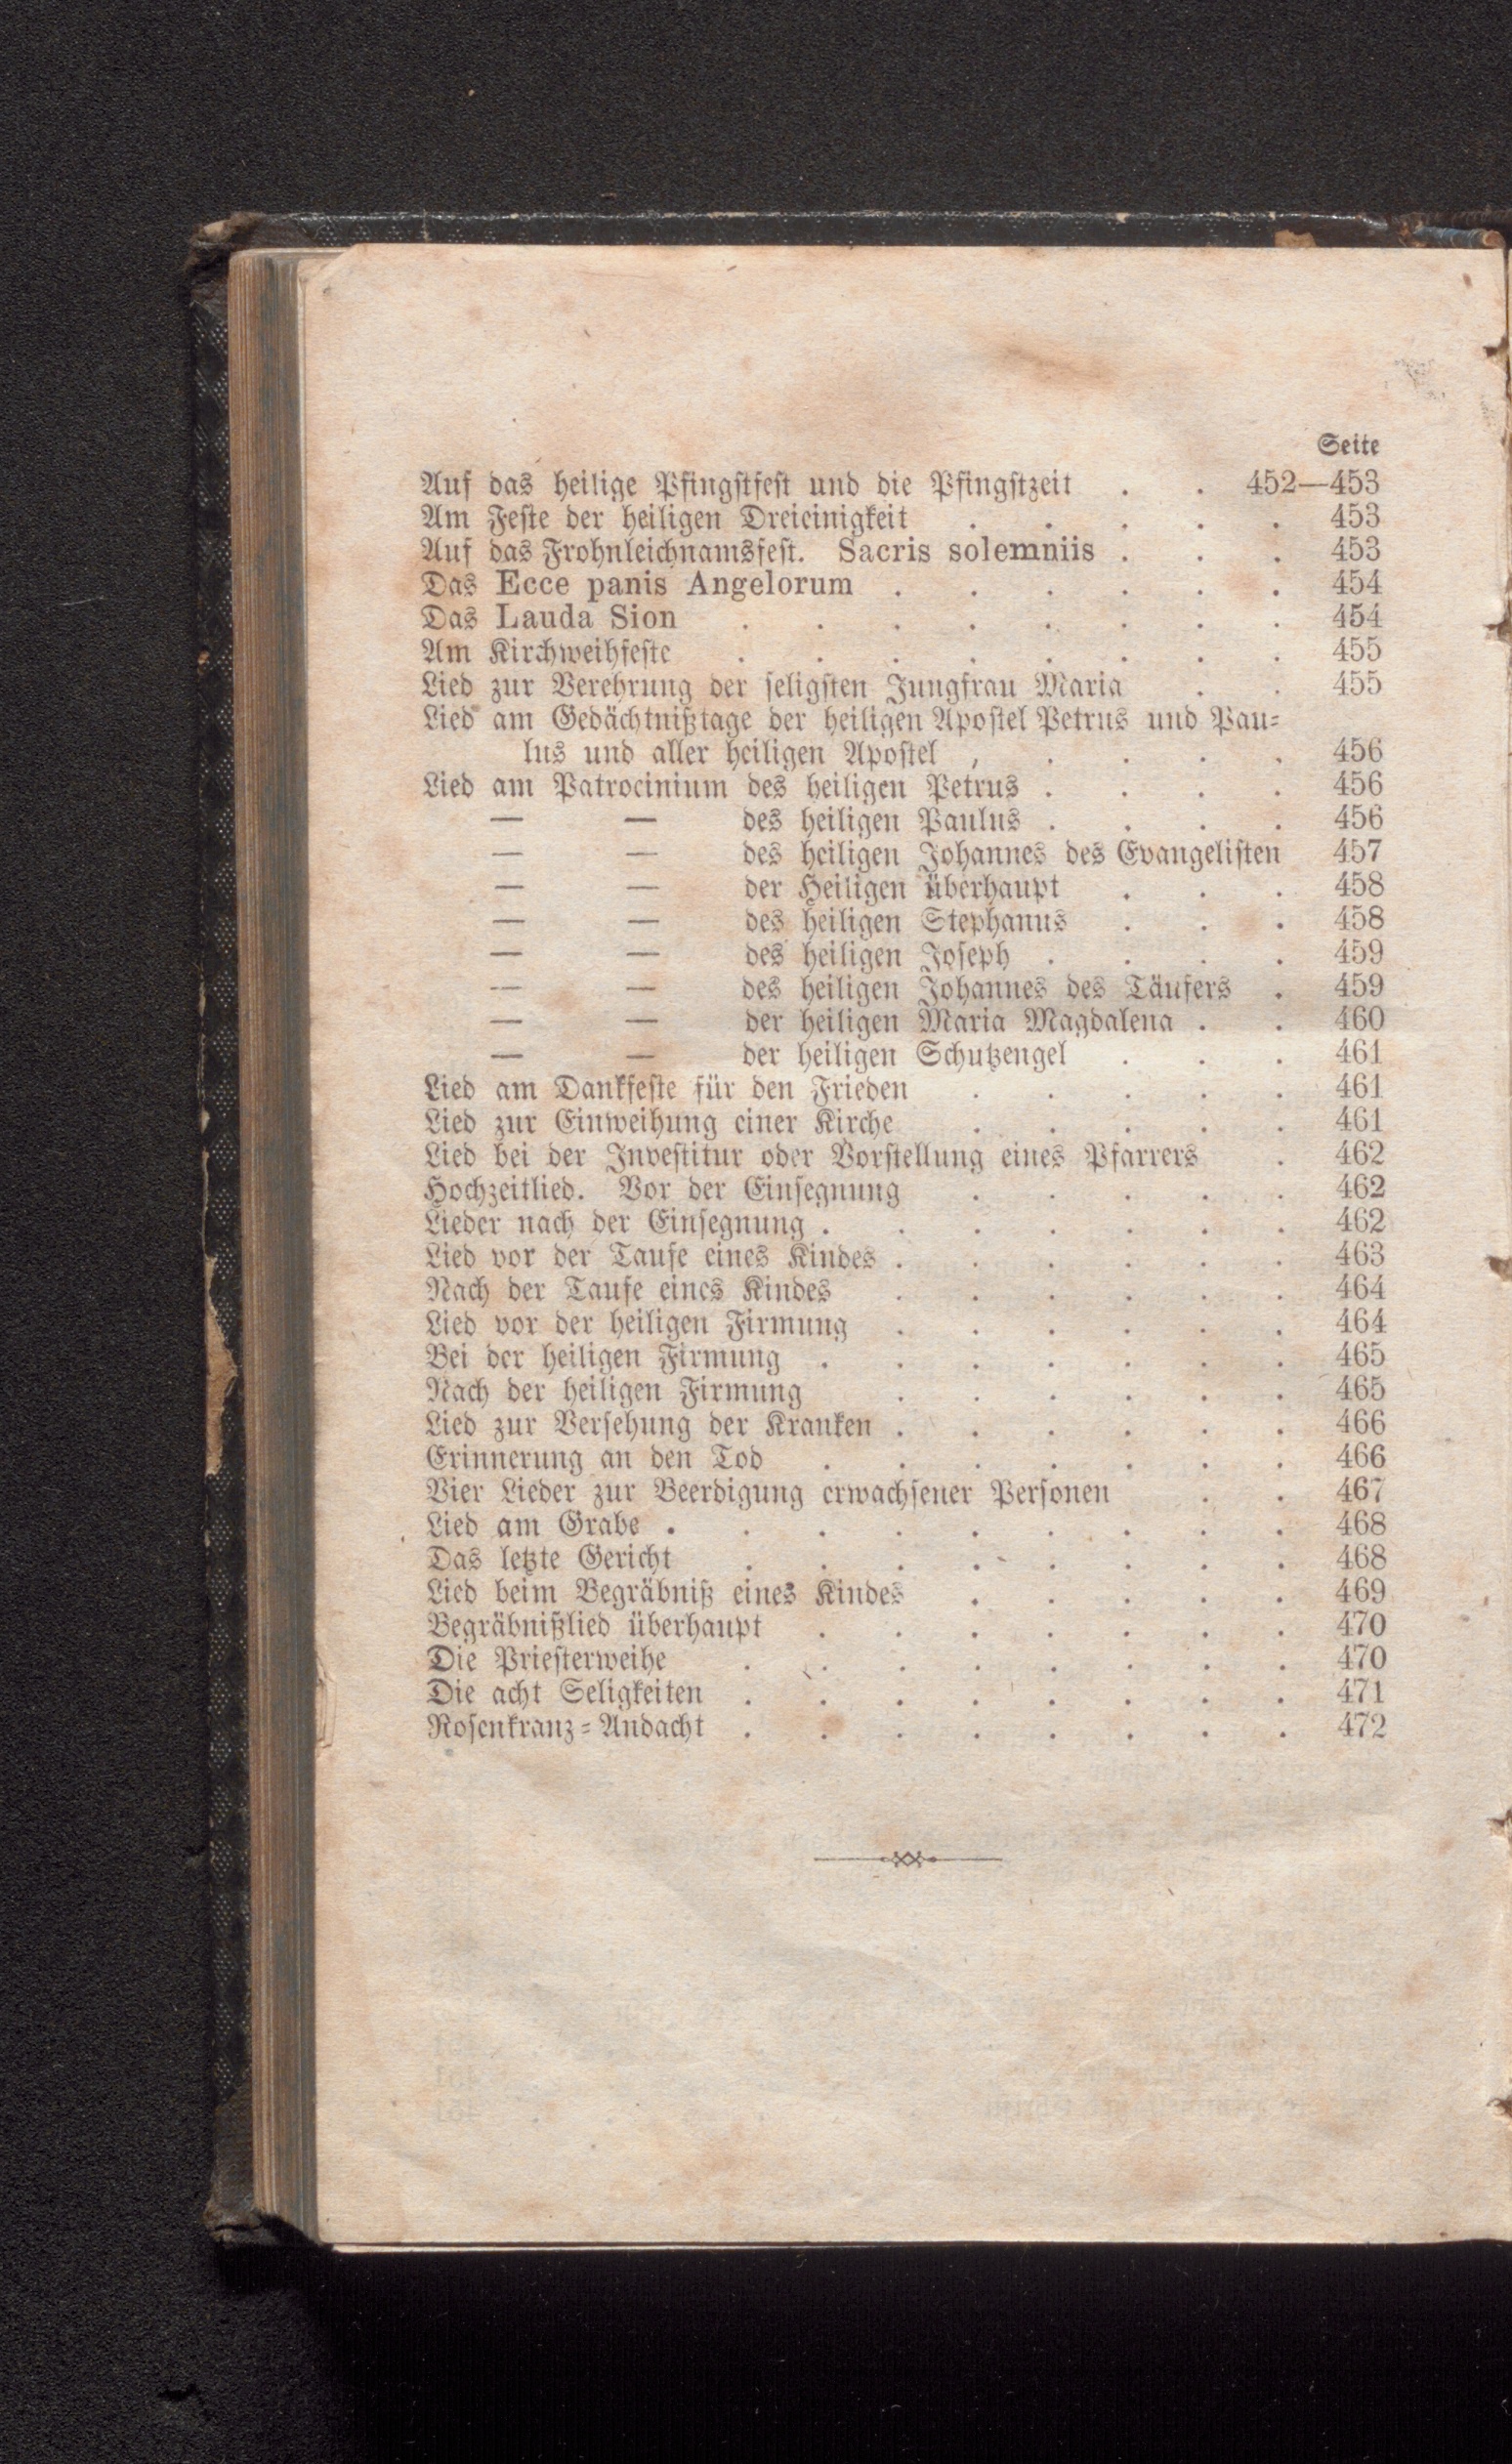 Seite
Auf das heilige Pfingstfest und die Pfingstzeit . . 452—453
Am Feste der heiligen Dreieinigkeit . . . . . 453
Auf das Frohnleichnamsfest. Sacris solemniis . . . 453
Das Ecce panis Angelorum . . . . . . 454
Das Lauda Sion . . . . . . . . 454
Am Kirchweihfeste . . . . . . . . 455
Lied zur Verehrung der seligsten Jungfrau Maria . . 455
Lied am Gedächtnißtage der heiligen Apostel Petrus und Pau-
lus und aller heiligen Apostel , . . . . 456
Lied am Patrocinium des heiligen Petrus . . . . 456
— — des heiligen Paulus . . . . 456
— — des heiligen Johannes des Evangelisten 457
— — der Heiligen überhaupt . . . 458
— — des heiligen Stephanus . . . 458
— — des heiligen Joseph . . . . 459
— — des heiligen Johannes des Täufers . 459
— — der heiligen Maria Magdalena . . 460
— — der heiligen Schutzengel . . . 461
Lied am Dankfeste für den Frieden . . . . . 461
Lied zur Einweihung einer Kirche . . . . . 461
Lied bei der Investitur oder Vorstellung eines Pfarrers . 462
Hochzeitlied. Vor der Einsegnung . . . . . 462
Lieder nach der Einsegnung . . . . . . . 462
Lied vor der Taufe eines Kindes . . . . . . 463
Nach der Taufe eines Kindes . . . . . . 464
Lied vor der heiligen Firmung . . . . . . 464
Bei der heiligen Firmung . . . . . . . 465
Nach der heiligen Firmung . . . . . . 465
Lied zur Versehung der Kranken . . . . . . 466
Erinnerung an den Tod . . . . . . . 466
Vier Lieder zur Beerdigung erwachsener Personen . . 467
Lied am Grabe . . . . . . . . . 468
Das letzte Gericht . . . . . . . . 468
Lied beim Begräbniß eines Kindes . . . . . 469
Begräbnißlied überhaupt . . . . . . . 470
Die Priesterweihe . . . . . . . . 470
Die acht Seligkeiten . . . . . . . . 471
Rosenkranz-Andacht . . . . . . . . 472